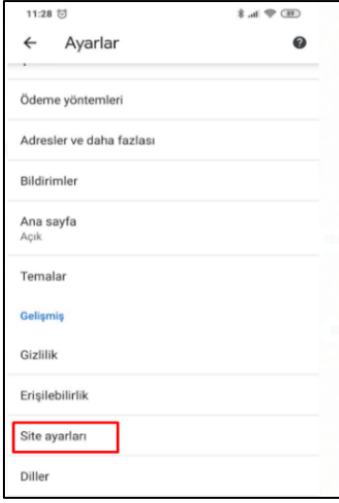 11:28
Ayarlar
Ödeme yöntemleri
Adresler ve daha fazlası
Bildirimler
Ana sayfa
Açık
Temalar
Gelişmiş
Gizlilik
Erişilebilirlik
Site ayarları
Diller